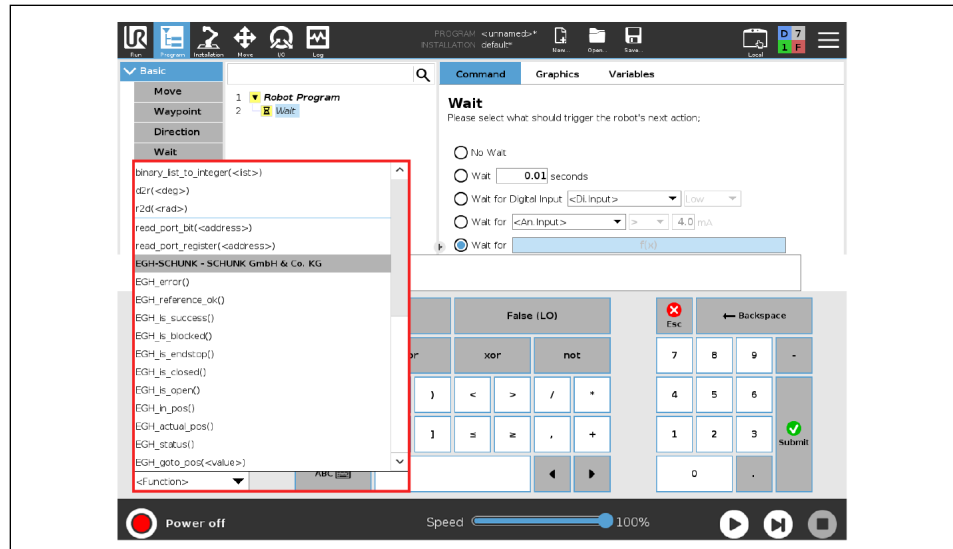 UR
PROGRAM <unnamed>*
INSTALLATION default*
Run Program Installation Move I/O Log
New... Open... Save...
Local
D 7
1 F
Basic
Move
Waypoint
Direction
Wait
1 Robot Program
2 Wait
Command Graphics Variables
Wait
Please select what should trigger the robot's next action;
No Wait
Wait 0.01 seconds
Wait for Digital Input <Di. Input> Low
Wait for <An. Input> > 4.0 mA
Wait for f(x)
binary_list_to_integer(<list>)
d2r(<deg>)
r2d(<rad>)
read_port_bit(<address>)
read_port_register(<address>)
EGH-SCHUNK - SCHUNK GmbH & Co. KG
EGH_error()
EGH_reference_ok()
EGH_is_success()
EGH_is_blocked()
EGH_is_endstop()
EGH_is_closed()
EGH_is_open()
EGH_in_pos()
EGH_actual_pos()
EGH_status()
EGH_goto_pos(<value>)
<Function>
False (LO)
Esc
← Backspace
xor not
7 8 9 -
) < > / *
4 5 6
] ≤ ≥ , +
1 2 3
Submit
ABC
0 .
Power off
Speed 100%